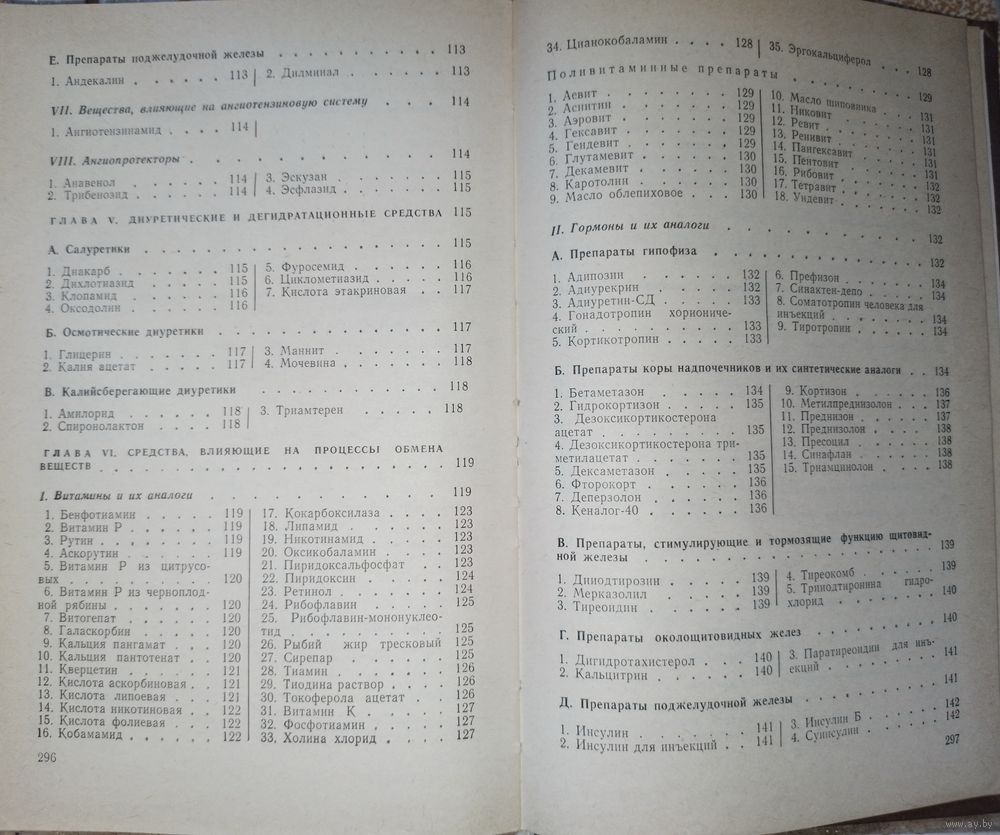 Е. Препараты поджелудочной железы . . . . . . . . . . . 113
1. Андекалин . . . . . . 113
2. Дилминал . . . . . . 113
VII. Вещества, влияющие на ангиотензиновую систему . . . 114
1. Ангиотензинамид . . . . 114
VIII. Ангиопротекторы . . . . . . . . . . . . 114
1. Анавенол . . . . . . 114
2. Трибенозид . . . . . 114
3. Эскузан . . . . . . 115
4. Эсфлазид . . . . . . 115
ГЛАВА V. ДИУРЕТИЧЕСКИЕ И ДЕГИДРАТАЦИОННЫЕ СРЕДСТВА 115
А. Салуретики . . . . . . . . . . . . . . . 115
1. Диакарб . . . . . . 115
2. Дихлотиазид . . . . . 115
3. Клопамид . . . . . . 116
4. Оксодолин . . . . . . 116
5. Фуросемид . . . . . . 116
6. Циклометиазид . . . . . 116
7. Кислота этакриновая . . . 117
Б. Осмотические диуретики . . . . . . . . . . . 117
1. Глицерин . . . . . . 117
2. Калия ацетат . . . . . 117
3. Маннит . . . . . . . 117
4. Мочевина . . . . . . 118
В. Калийсберегающие диуретики . . . . . . . . . . 118
1. Амилорид . . . . . . 118
2. Спиронолактон . . . . 118
3. Триамтерен . . . . . . 118
ГЛАВА VI. СРЕДСТВА, ВЛИЯЮЩИЕ НА ПРОЦЕССЫ ОБМЕНА
ВЕЩЕСТВ . . . . . . . . . . . . . . . . 119
I. Витамины и их аналоги . . . . . . . . . . . . 119
1. Бенфотиамин . . . . . 119
2. Витамин Р . . . . . . 119
3. Рутин . . . . . . . 119
4. Аскорутин . . . . . . 119
5. Витамин Р из цитрусо-
вых . . . . . . . . 120
6. Витамин Р из черноплод-
ной рябины . . . . . . 120
7. Витогепат . . . . . . 120
8. Галаскорбин . . . . . 120
9. Кальция пангамат . . . 120
10. Кальция пантотенат . . 120
11. Кверцетин . . . . . . 121
12. Кислота аскорбиновая . . 121
13. Кислота липоевая . . . 121
14. Кислота никотиновая . . 122
15. Кислота фолиевая . . . 122
16. Кобамамид . . . . . . 122
17. Кокарбоксилаза . . . . 123
18. Липамид . . . . . . 123
19. Никотинамид . . . . . 123
20. Оксикобаламин . . . . 123
21. Пиридоксальфосфат . . 123
22. Пиридоксин . . . . . 124
23. Ретинол . . . . . . 124
24. Рибофлавин . . . . . 125
25. Рибофлавин-мононуклео-
тид . . . . . . . . 125
26. Рыбий жир тресковый 125
27. Сирепар . . . . . . 125
28. Тиамин . . . . . . . 126
29. Тиодина раствор . . . . 126
30. Токоферола ацетат . . 126
31. Витамин К . . . . . . 127
32. Фосфотиамин . . . . . 127
33. Холина хлорид . . . . 127
296
34. Цианокобаламин . . . . 128
35. Эргокальциферол . . . 128
Поливитаминные препараты . . . . . . . . . 129
1. Аевит . . . . . . . 129
2. Аснитин . . . . . . 129
3. Аэровит . . . . . . 129
4. Гексавит . . . . . . 129
5. Гендевит . . . . . . 129
6. Глутамевит . . . . . 130
7. Декамевит . . . . . . 130
8. Каротолин . . . . . . 130
9. Масло облепиховое . . . 130
10. Масло шиповника . . . . 131
11. Никовит . . . . . . 131
12. Ревит . . . . . . . 131
13. Ренивит . . . . . . 131
14. Пангексавит . . . . . 131
15. Пентовит . . . . . . 131
16. Рибовит . . . . . . 131
17. Тетравит . . . . . . 132
18. Ундевит . . . . . . 132
II. Гормоны и их аналоги . . . . . . . . . . . 132
А. Препараты гипофиза . . . . . . . . . . . . 132
1. Адипозин . . . . . . 132
2. Адиурекрин . . . . . 132
3. Адиуретин-СД . . . . . 133
4. Гонадотропин хориониче-
ский . . . . . . . . 133
5. Кортикотропин . . . . 133
6. Префизон . . . . . . 134
7. Синактен-депо . . . . 134
8. Соматотропин человека для
инъекций . . . . . . . 134
9. Тиротропин . . . . . 134
Б. Препараты коры надпочечников и их синтетические аналоги . . 134
1. Бетаметазон . . . . . 134
2. Гидрокортизон . . . . 135
3. Дезоксикортикостерона
ацетат . . . . . . . 135
4. Дезоксикортикостерона три-
метилацетат . . . . . . 135
5. Дексаметазон . . . . . 135
6. Фторокорт . . . . . . 136
7. Деперзолон . . . . . . 136
8. Кеналог-40 . . . . . . 136
9. Кортизон . . . . . . 136
10. Метилпреднизолон . . . 137
11. Преднизон . . . . . . 137
12. Преднизолон . . . . . 138
13. Пресоцил . . . . . . 138
14. Синафлан . . . . . . 138
15. Триамцинолон . . . . . 138
В. Препараты, стимулирующие и тормозящие функцию щитовид-
ной железы . . . . . . . . . . . . . . . 139
1. Дийодтирозин . . . . . 139
2. Мерказолил . . . . . . 139
3. Тиреоидин . . . . . . 139
4. Тиреокомб . . . . . . 139
5. Трийодтиронина гидро-
хлорид . . . . . . . 140
Г. Препараты околощитовидных желез . . . . . . . . 140
1. Дигидротахистерол . . . . 140
2. Кальцитрин . . . . . . 140
3. Паратиреоидин для инъ-
екций . . . . . . . 141
Д. Препараты поджелудочной железы . . . . . . . . 141
1. Инсулин . . . . . . . 141
2. Инсулин для инъекций . . 141
3. Инсулин Б . . . . . . 142
4. Суинсулин . . . . . . 142
297
www.ay.by